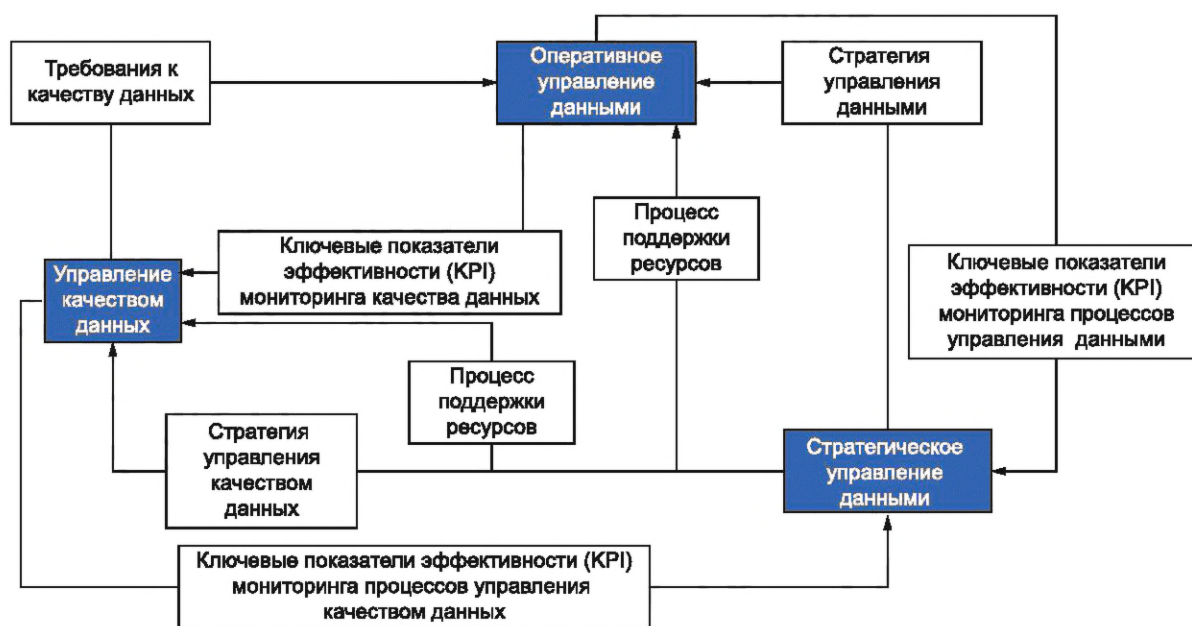 Требования к
качеству данных
Оперативное
управление
данными
Стратегия
управления
данными
Процесс
поддержки
ресурсов
Ключевые показатели
эффективности (KPI)
мониторинга качества данных
Управление
качеством
данных
Ключевые показатели
эффективности (KPI)
мониторинга процессов
управления данными
Процесс
поддержки
ресурсов
Стратегия
управления
качеством
данных
Стратегическое
управление
данными
Ключевые показатели эффективности (KPI)
мониторинга процессов управления
качеством данных